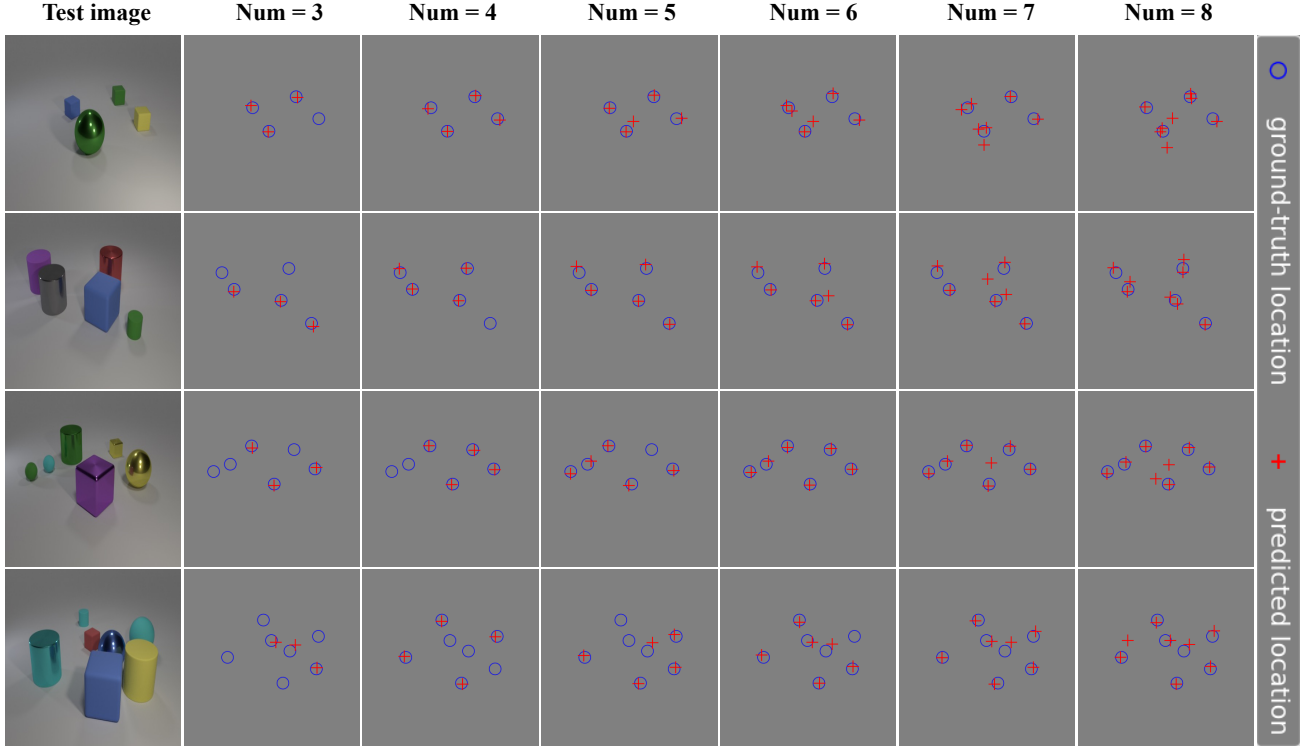 Test image
Num = 3
Num = 4
Num = 5
Num = 6
Num = 7
Num = 8
ground-truth location
predicted location